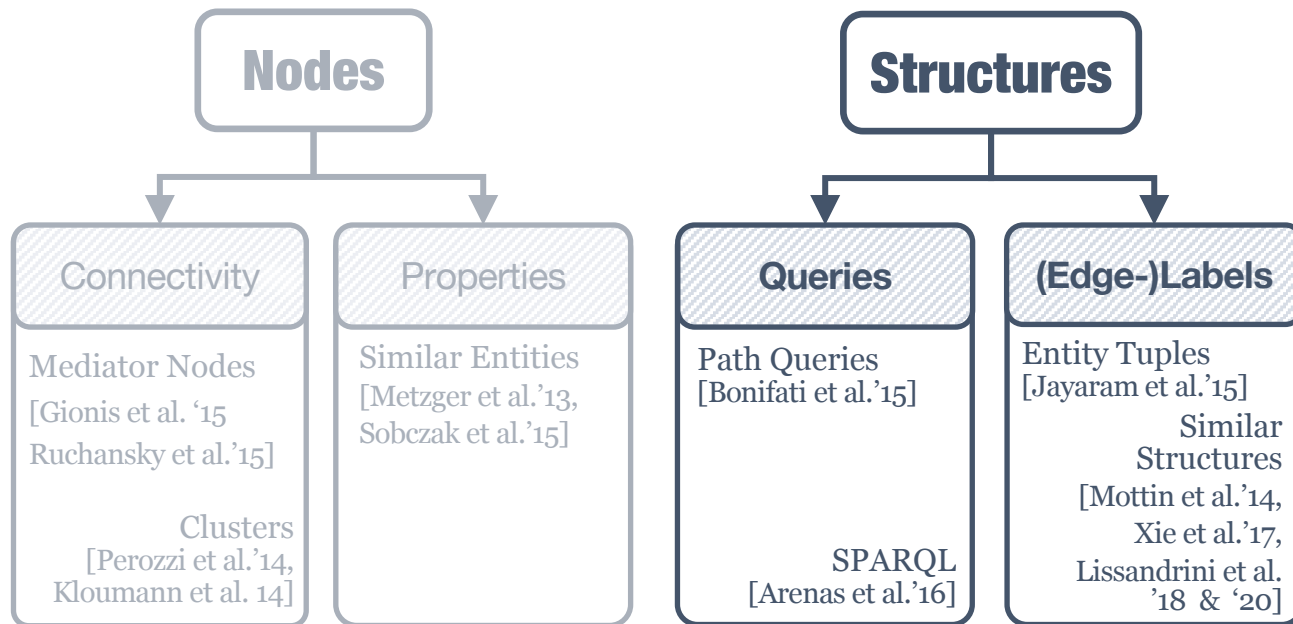 Nodes
Connectivity
Mediator Nodes
[Gionis et al. ‘15
Ruchansky et al.’15]
Clusters
[Perozzi et al.’14,
Kloumann et al. 14]
Properties
Similar Entities
[Metzger et al.’13,
Sobczak et al.’15]
Structures
Queries
Path Queries
[Bonifati et al.’15]
SPARQL
[Arenas et al.’16]
(Edge-)Labels
Entity Tuples
[Jayaram et al.’15]
Similar
Structures
[Mottin et al.’14,
Xie et al.’17,
Lissandrini et al.
’18 & ‘20]